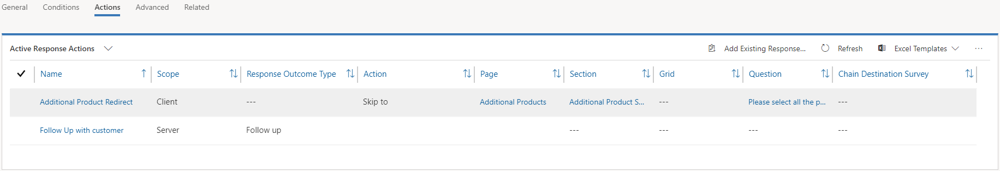 General Conditions Actions Advanced Related
Active Response Actions Add Existing Response... Refresh Excel Templates ...
Name Scope Response Outcome Type Action Page Section Grid Question Chain Destination Survey
Additional Product Redirect Client --- Skip to Additional Products Additional Product S... --- Please select all the p... ---
Follow Up with customer Server Follow up --- --- --- ---